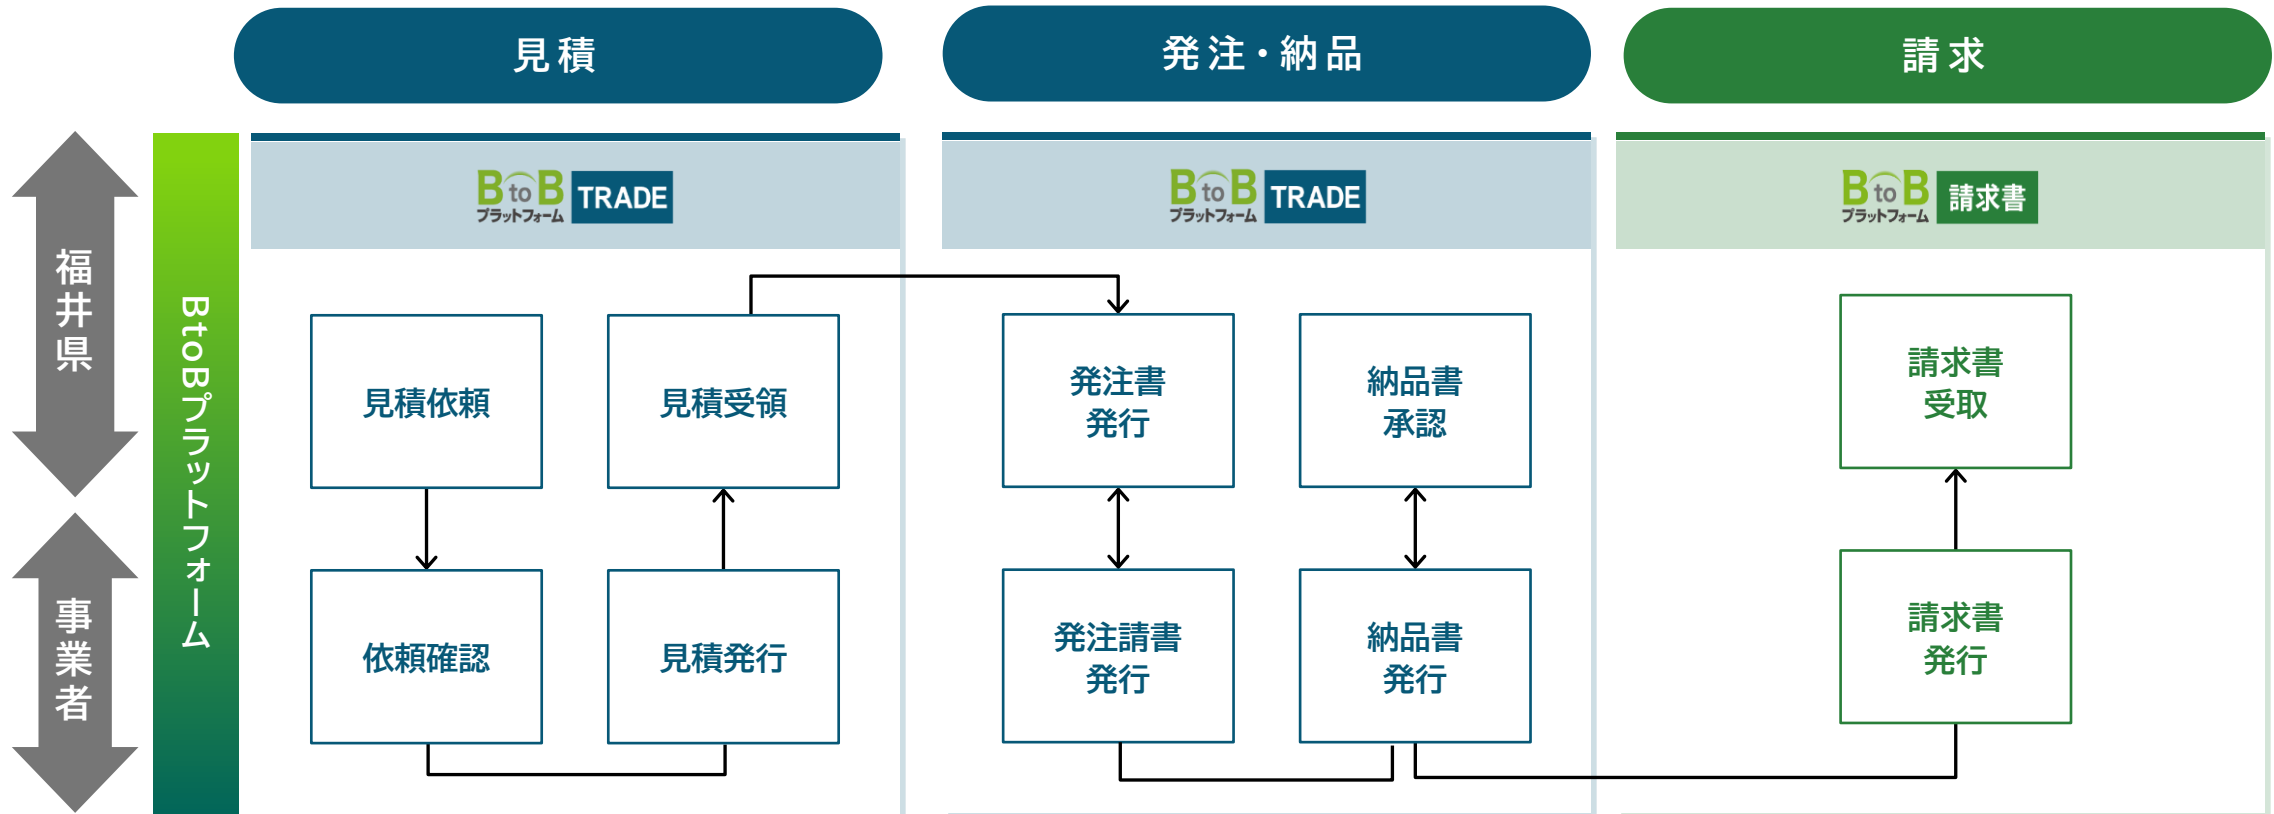 見積
発注・納品
請求
福井県
事業者
BtoBプラットフォーム
BtoB
プラットフォーム
TRADE
見積依頼
見積受領
依頼確認
見積発行
BtoB
プラットフォーム
TRADE
発注書
発行
納品書
承認
発注請書
発行
納品書
発行
BtoB
プラットフォーム
請求書
請求書
受取
請求書
発行